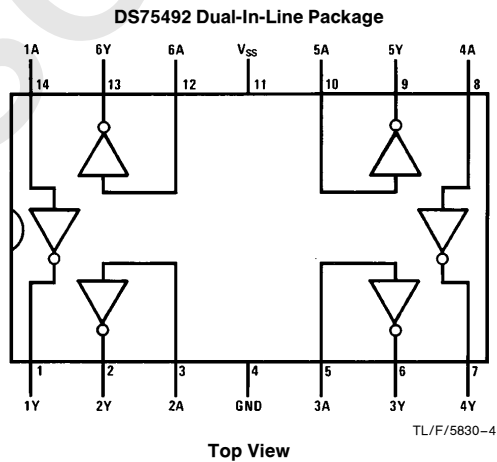 DS75492 Dual-In-Line Package
1A 6Y 6A VSS 5A 5Y 4A
14 13 12 11 10 9 8
1 2 3 4 5 6 7
1Y 2Y 2A GND 3A 3Y 4Y
TL/F/5830–4
Top View